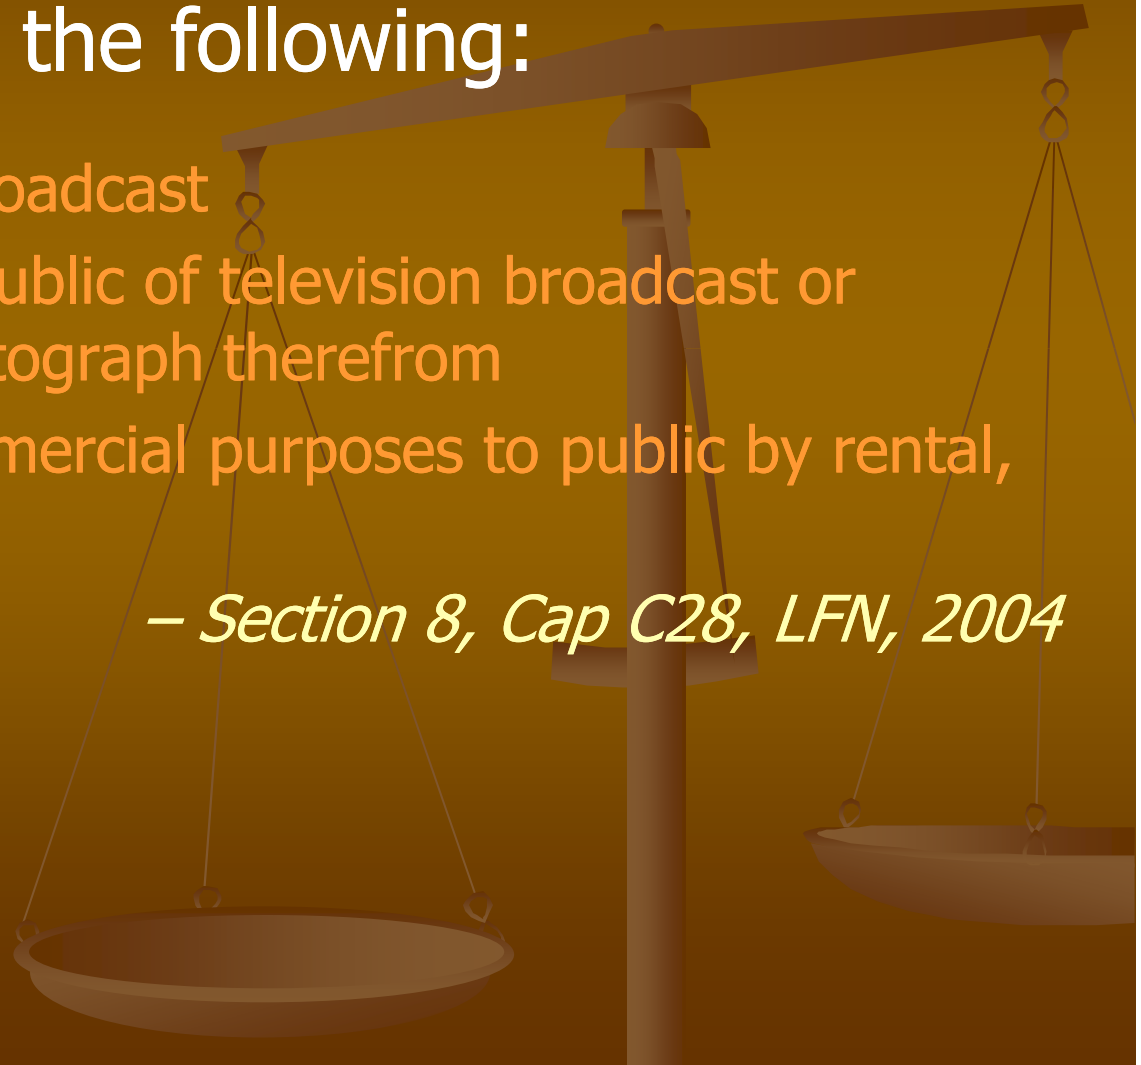 the following:
oadcast
ublic of television broadcast or
tograph therefrom
mercial purposes to public by rental,
– Section 8, Cap C28, LFN, 2004